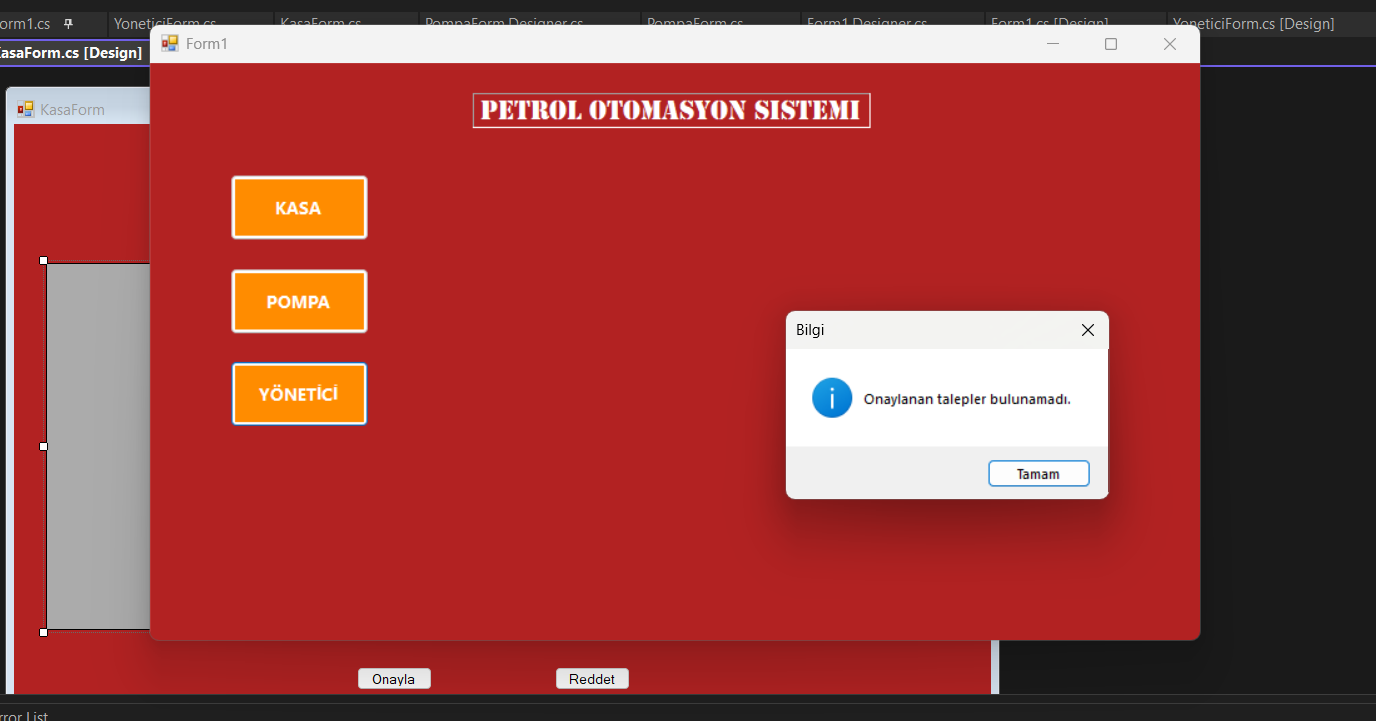 orm1.cs
YoneticiForm.cs
KasaForm.cs
PompaForm.Designer.cs
PompaForm.cs
Form1.Designer.cs
Form1.cs [Design]
YoneticiForm.cs [Design]
KasaForm.cs [Design]
Form1
KasaForm
PETROL OTOMASYON SISTEMI
KASA
POMPA
YÖNETİCİ
Bilgi
Onaylanan talepler bulunamadı.
Tamam
Onayla
Reddet
rror List